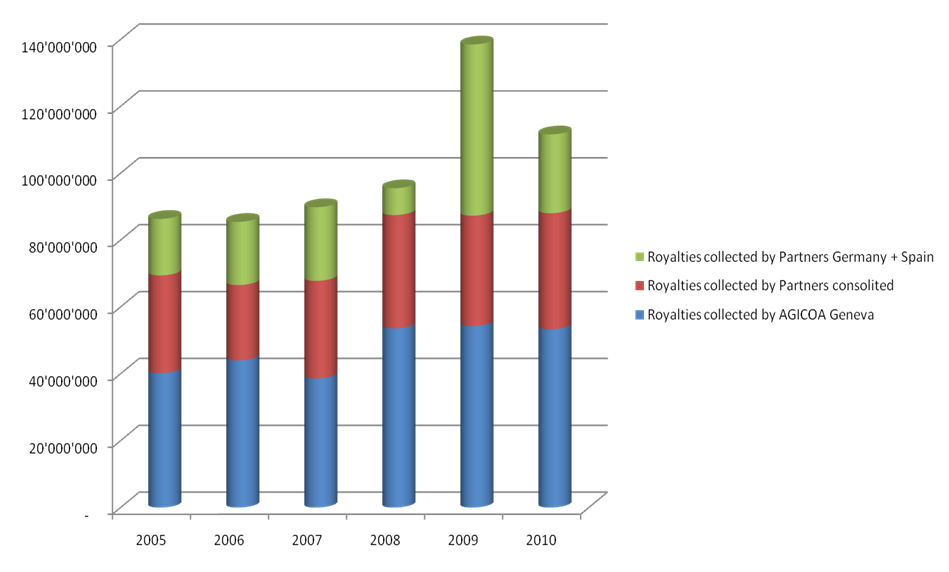 140'000'000
120'000'000
100'000'000
80'000'000
60'000'000
40'000'000
20'000'000
-
2005 2006 2007 2008 2009 2010
Royalties collected by Partners Germany + Spain
Royalties collected by Partners consolited
Royalties collected by AGICOA Geneva